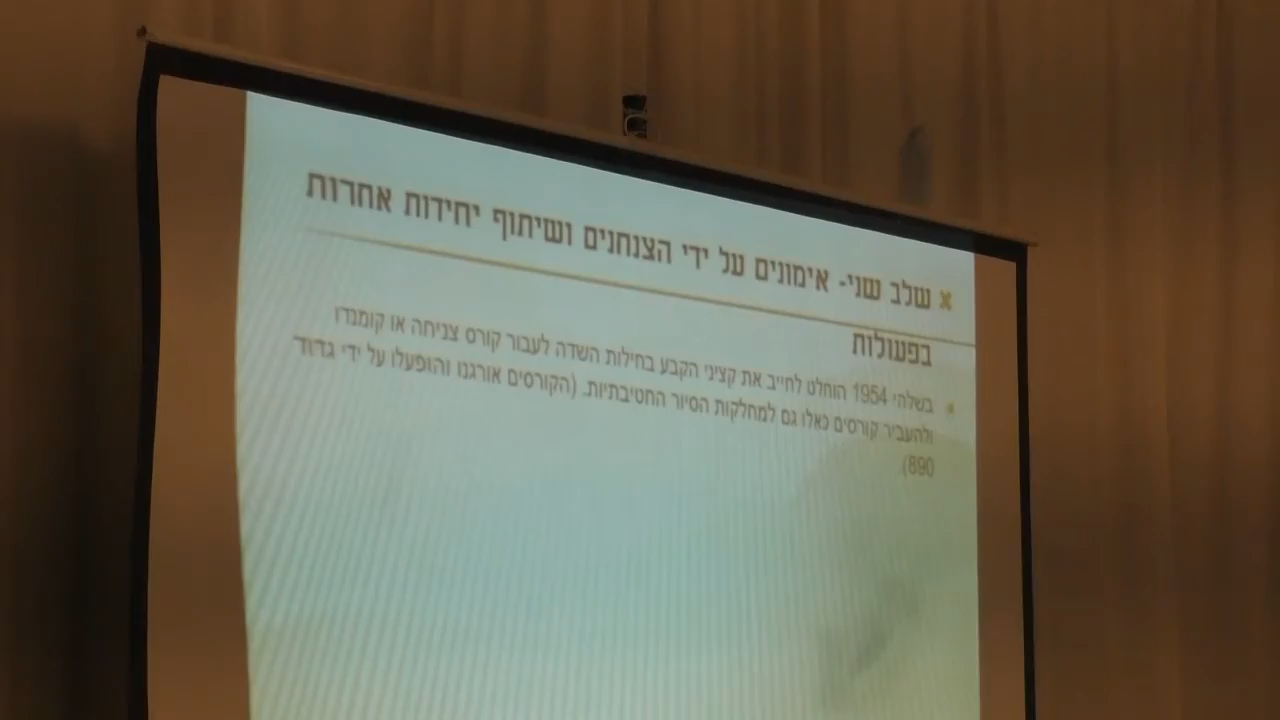 שלב שני- אימונים על ידי הצנחנים ושיתוף יחידות אחרות
בפעולות
בשלהי 1954 הוחלט לחייב את קציני הקבע בחילות השדה לעבור קורס צניחה או קומנדו
ולהעביר קורסים כאלו גם למחלקות הסיור החטיבתיות. (הקורסים אורגנו והופעלו על ידי גדוד
890).